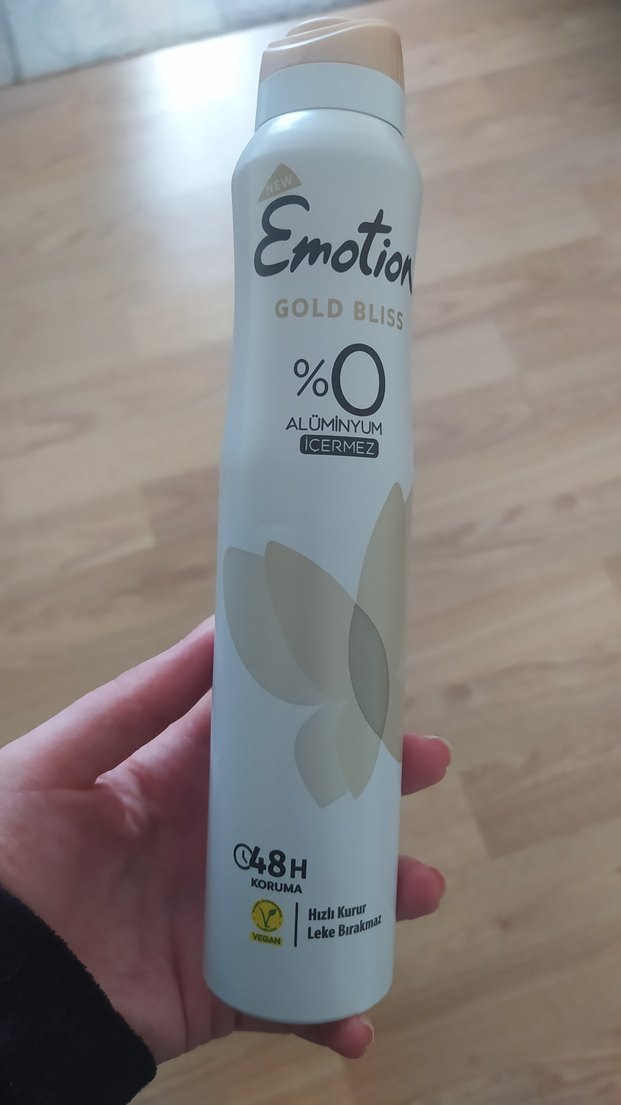 NEW
Emotion
GOLD BLISS
%0
ALÜMİNYUM
İÇERMEZ
48H
KORUMA
VEGAN
Hızlı Kurur
Leke Bırakmaz